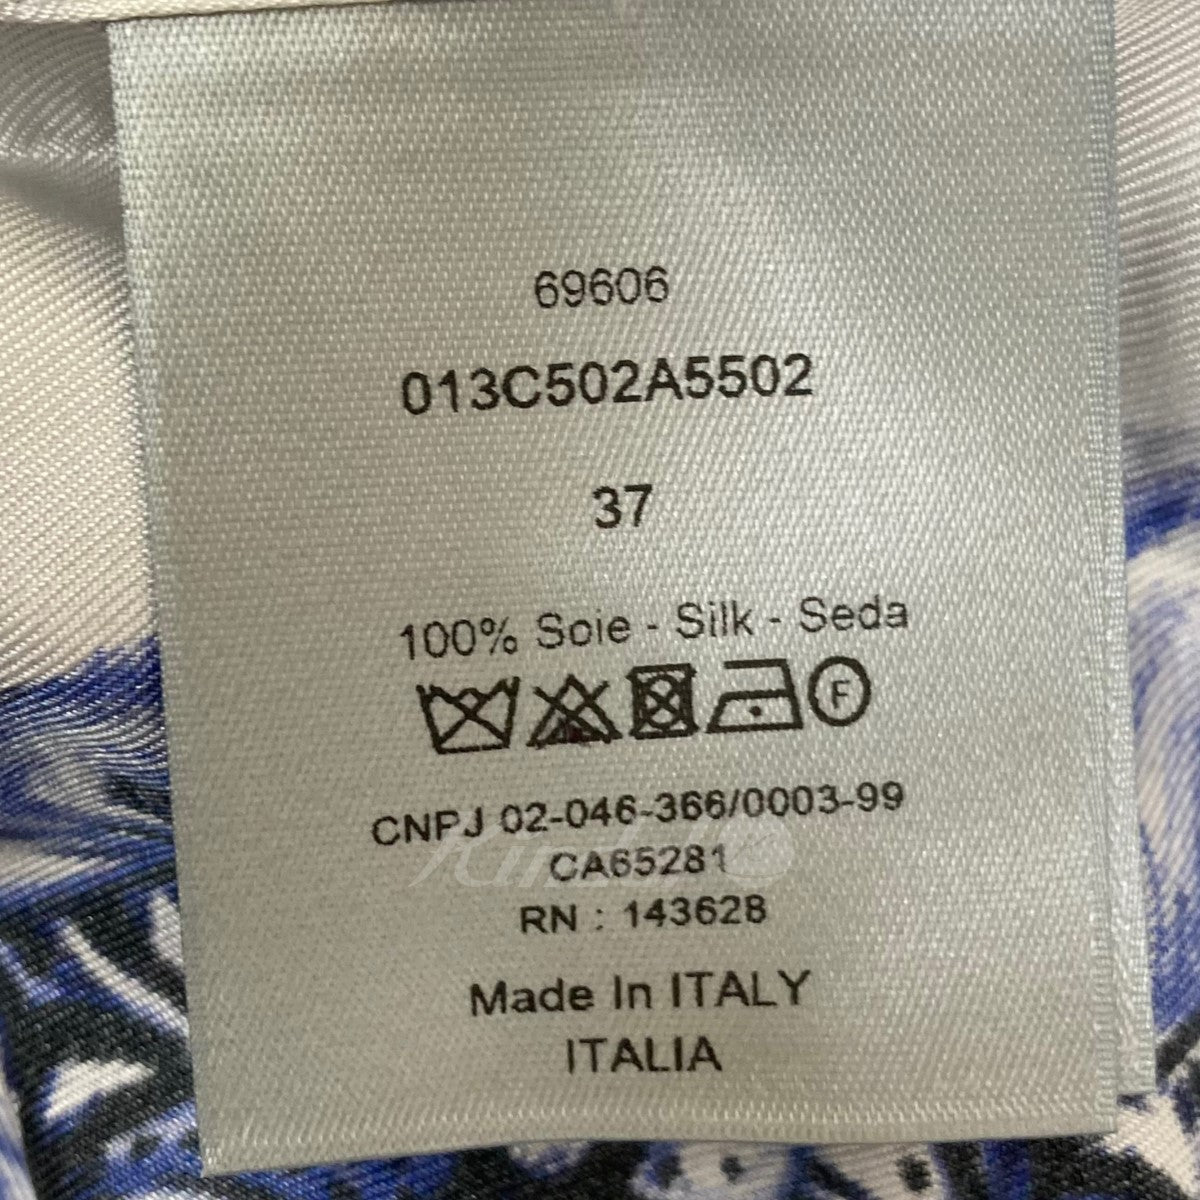 69606
013C502A5502
37
100% Soie - Silk - Seda
F
CNPJ 02-046-366/0003-99
CA65281
RN : 143628
Made In ITALY
ITALIA